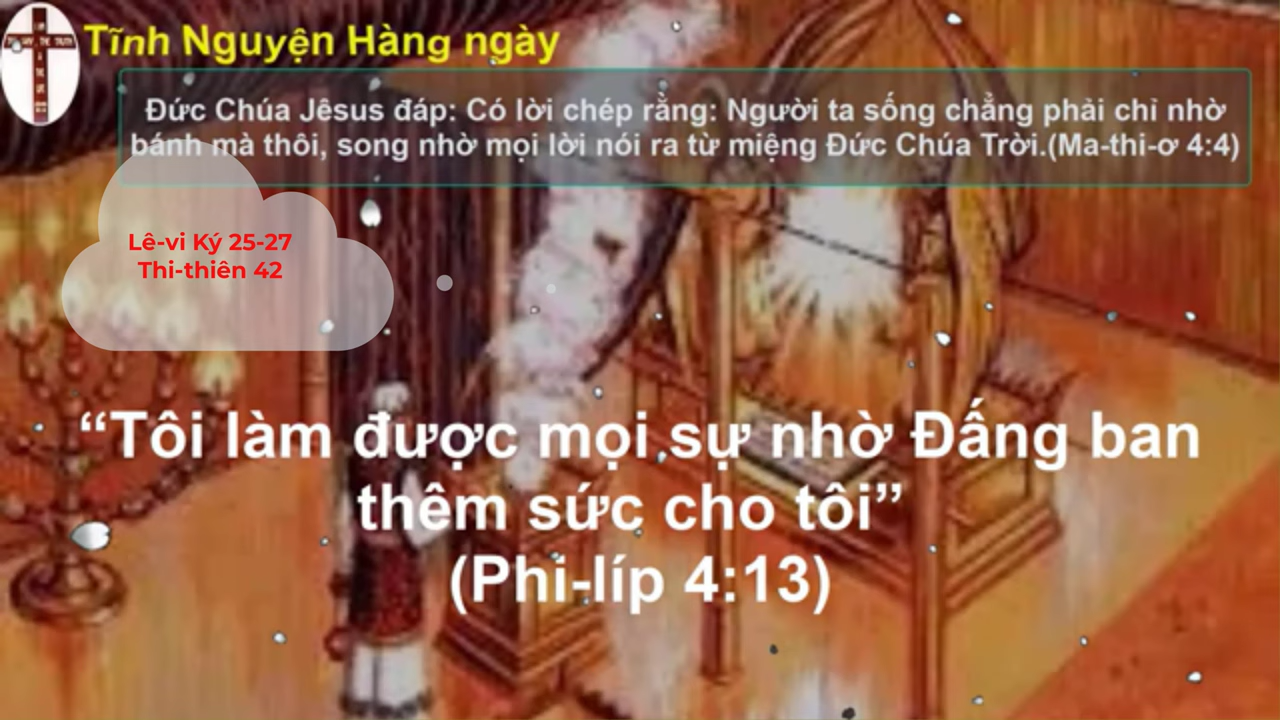 Tĩnh Nguyện Hàng ngày
Đức Chúa Jêsus đáp: Có lời chép rằng: Người ta sống chẳng phải chỉ nhờ
bánh mà thôi, song nhờ mọi lời nói ra từ miệng Đức Chúa Trời.(Ma-thi-ơ 4:4)
Lê-vi Ký 25-27
Thi-thiên 42
“Tôi làm được mọi sự nhờ Đấng ban
thêm sức cho tôi”
(Phi-líp 4:13)